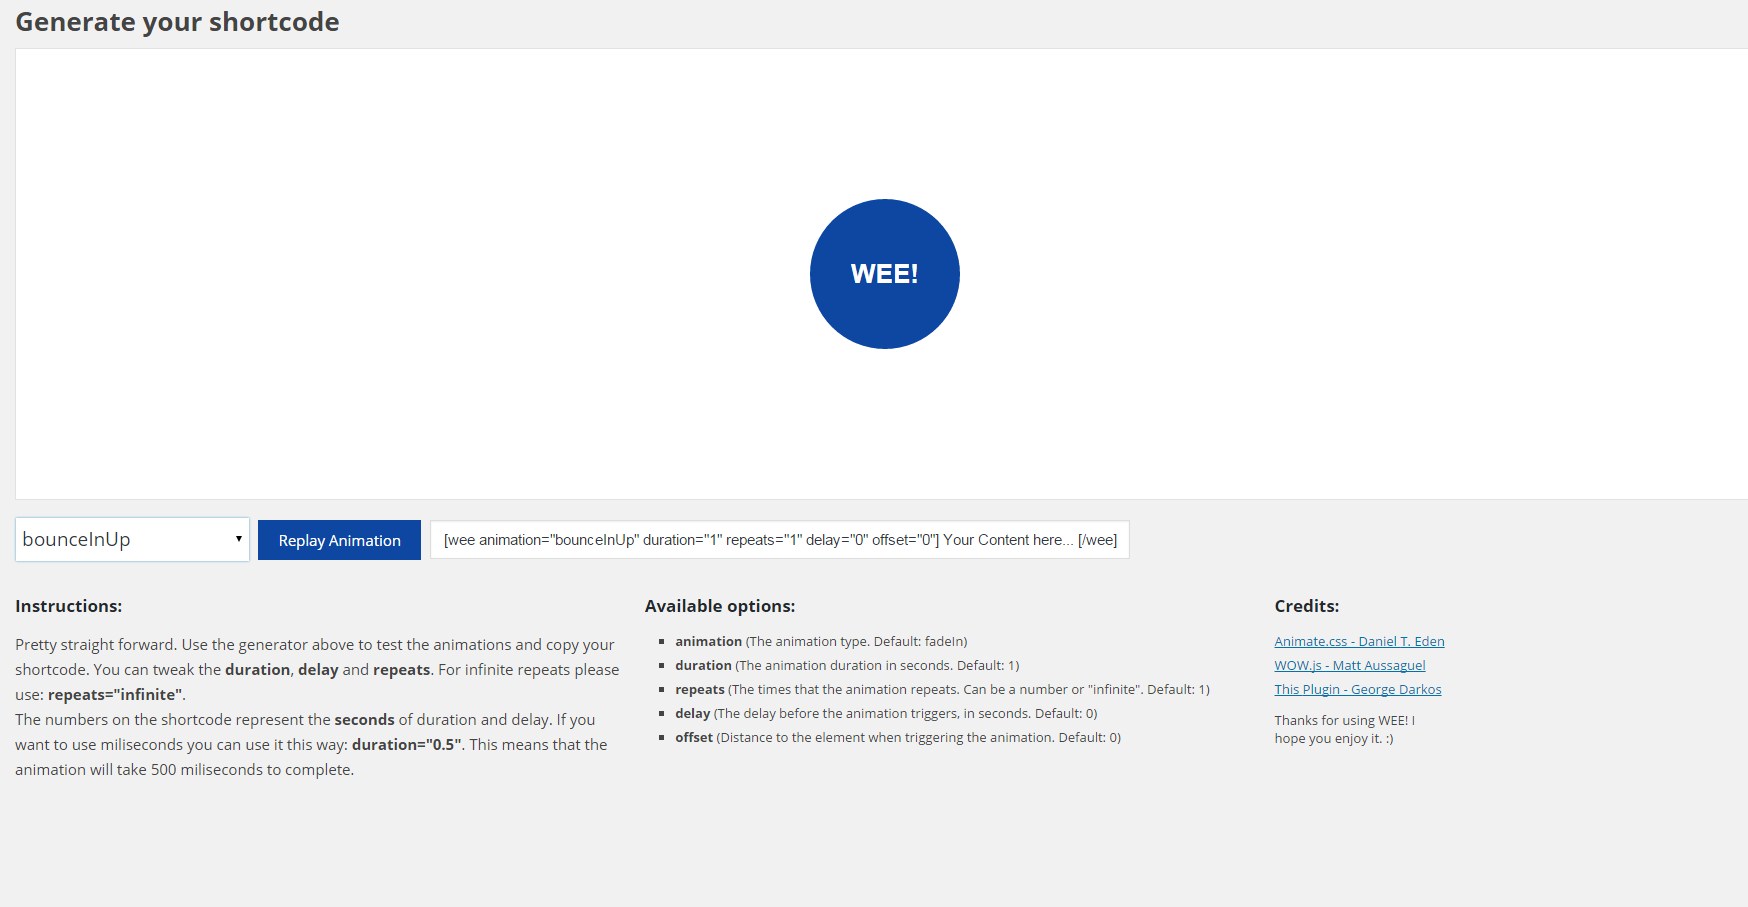 Generate your shortcode
WEE!
bounceInUp
Replay Animation
[wee animation="bounceInUp" duration="1" repeats="1" delay="0" offset="0"] Your Content here... [/wee]
Instructions:
Pretty straight forward. Use the generator above to test the animations and copy your
shortcode. You can tweak the duration, delay and repeats. For infinite repeats please
use: repeats="infinite".
The numbers on the shortcode represent the seconds of duration and delay. If you
want to use miliseconds you can use it this way: duration="0.5". This means that the
animation will take 500 miliseconds to complete.
Available options:
animation (The animation type. Default: fadeIn)
duration (The animation duration in seconds. Default: 1)
repeats (The times that the animation repeats. Can be a number or "infinite". Default: 1)
delay (The delay before the animation triggers, in seconds. Default: 0)
offset (Distance to the element when triggering the animation. Default: 0)
Credits:
Animate.css - Daniel T. Eden
WOW.js - Matt Aussaguel
This Plugin - George Darkos
Thanks for using WEE! I
hope you enjoy it. :)